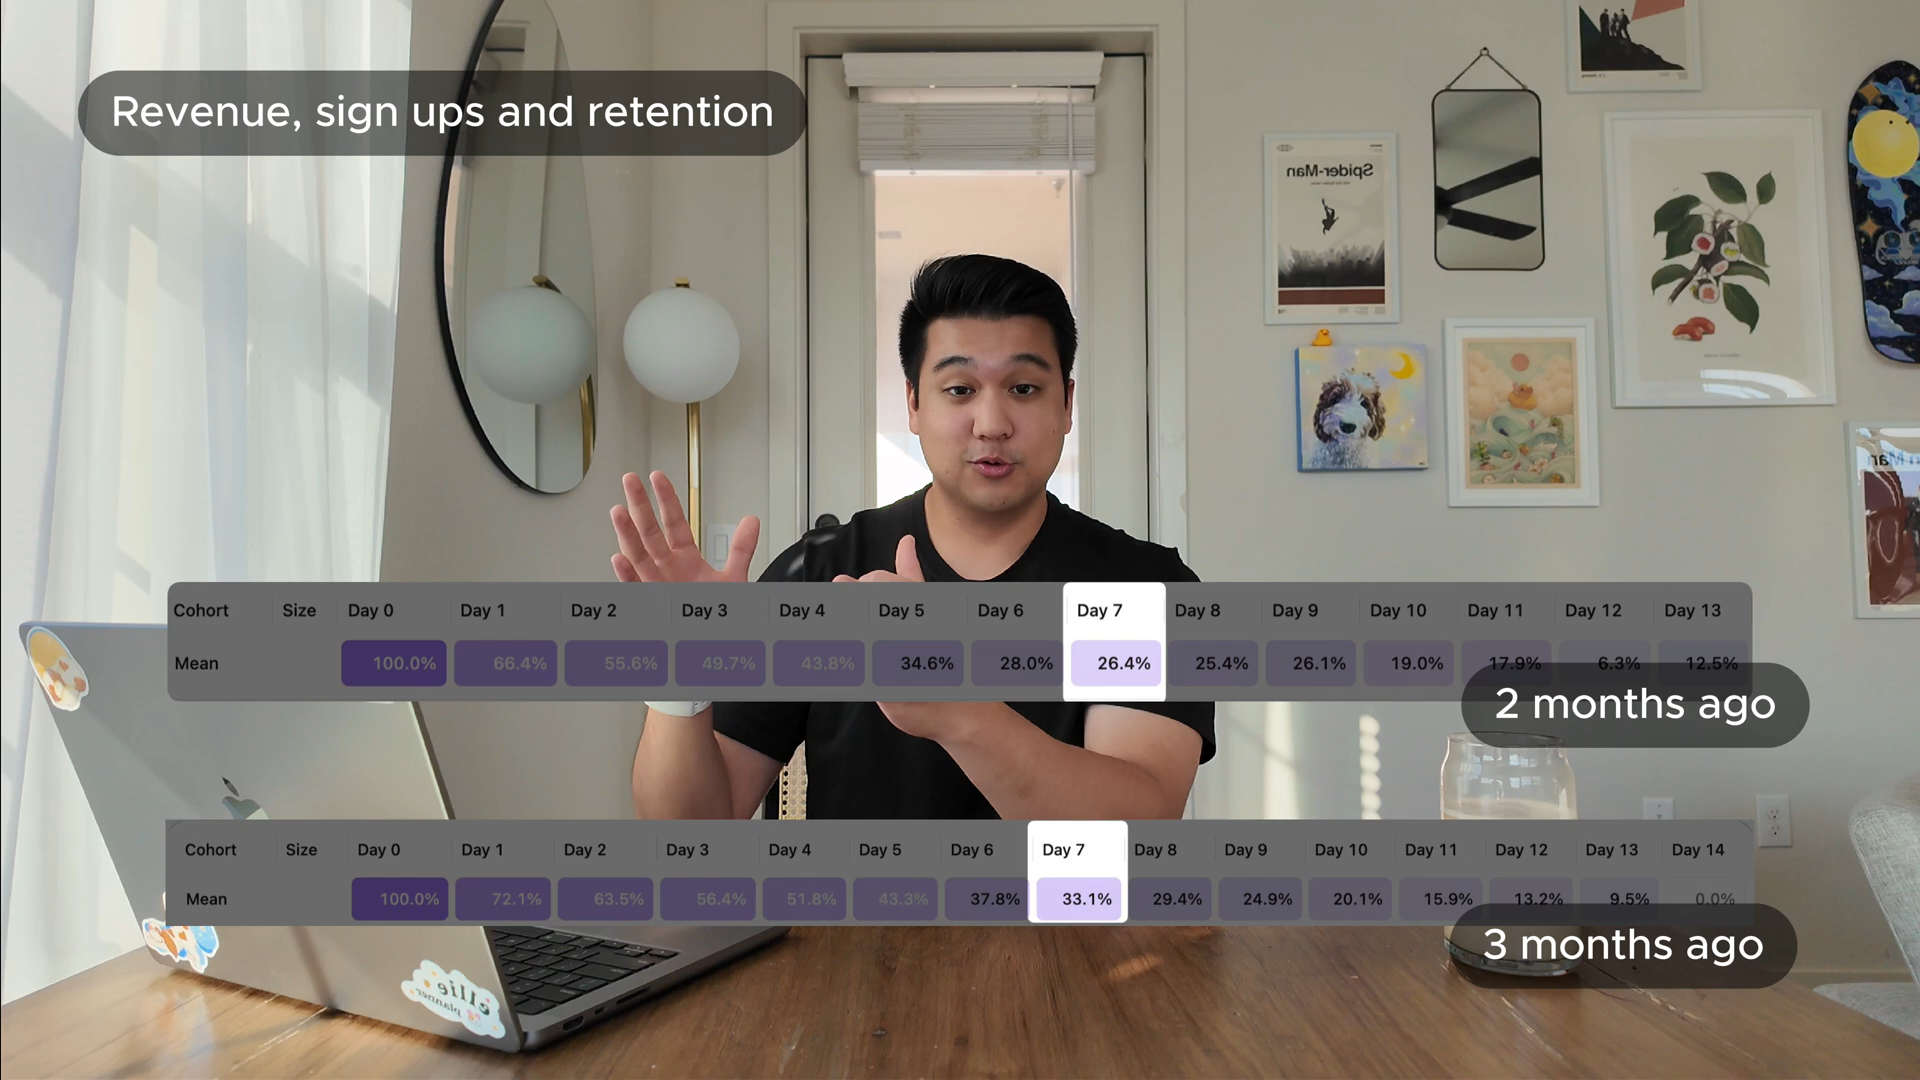 Revenue, sign ups and retention
Spider-Man
Cohort Size Day 0 Day 1 Day 2 Day 3 Day 4 Day 5 Day 6 Day 7 Day 8 Day 9 Day 10 Day 11 Day 12 Day 13
Mean 100.0% 66.4% 55.6% 49.7% 43.8% 34.6% 28.0% 26.4% 25.4% 26.1% 19.0% 17.9% 6.3% 12.5%
2 months ago
Cohort Size Day 0 Day 1 Day 2 Day 3 Day 4 Day 5 Day 6 Day 7 Day 8 Day 9 Day 10 Day 11 Day 12 Day 13 Day 14
Mean 100.0% 72.1% 63.5% 56.4% 51.8% 43.3% 37.8% 33.1% 29.4% 24.9% 20.1% 15.9% 13.2% 9.5% 0.0%
3 months ago
ellie
planner